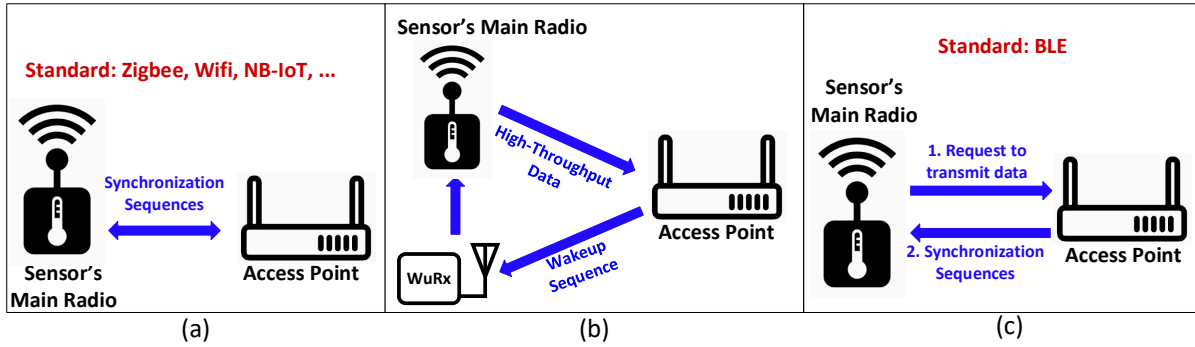 Standard: Zigbee, Wifi, NB-IoT, ...
Synchronization
Sequences
Sensor's
Main Radio
Access Point
(a)
Sensor's Main Radio
High-Throughput
Data
Access Point
Wakeup
Sequence
WuRx
(b)
Standard: BLE
Sensor's
Main Radio
1. Request to
transmit data
2. Synchronization
Sequences
Access Point
(c)